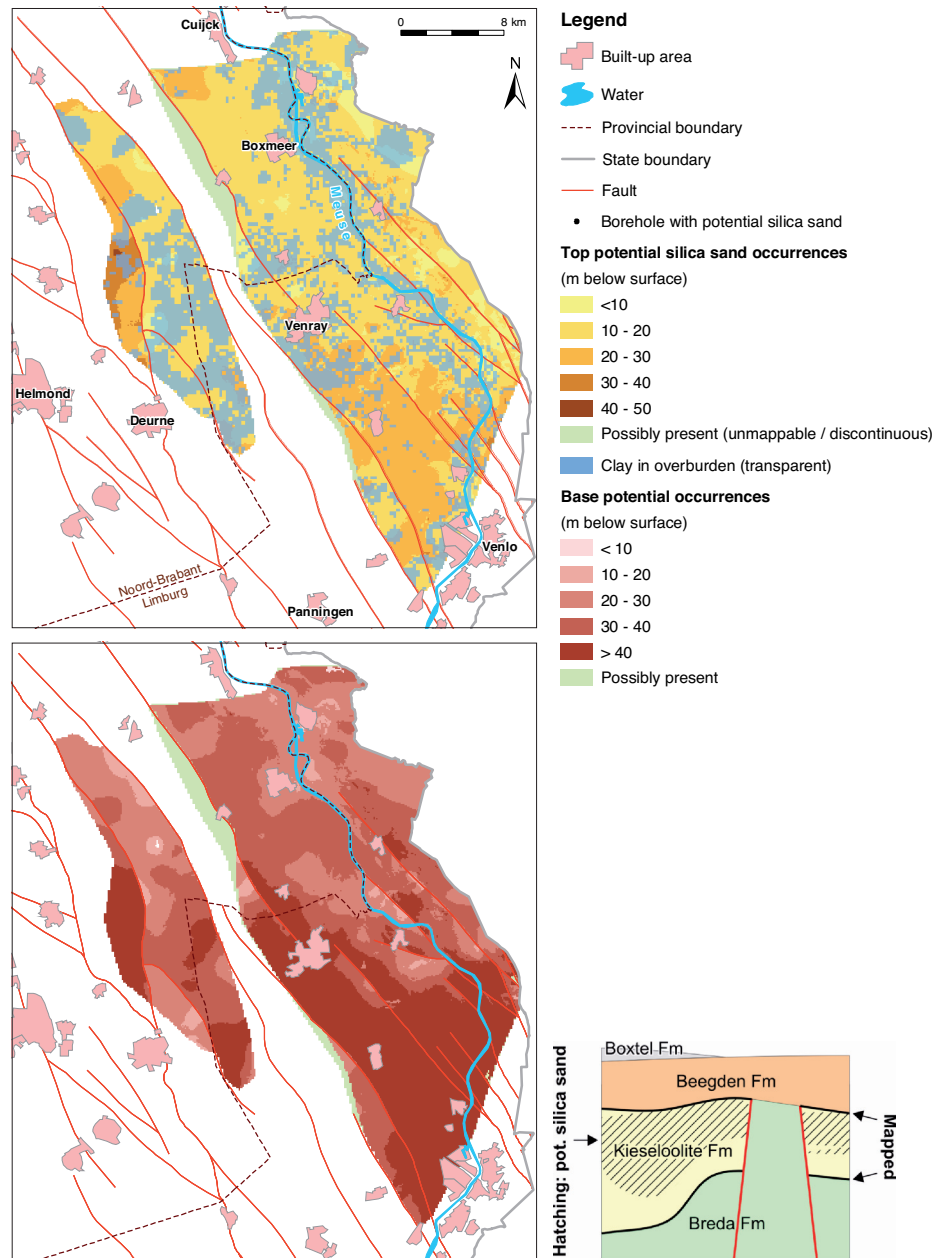 Cuijck
0
8 km
N
Boxmeer
Meuse
Venray
Helmond
Deurne
Venlo
Noord-Brabant
Limburg
Panningen
Legend
Built-up area
Water
Provincial boundary
State boundary
Fault
Borehole with potential silica sand
Top potential silica sand occurrences
(m below surface)
<10
10 - 20
20 - 30
30 - 40
40 - 50
Possibly present (unmappable / discontinuous)
Clay in overburden (transparent)
Base potential occurrences
(m below surface)
< 10
10 - 20
20 - 30
30 - 40
> 40
Possibly present
Hatching: pot. silica sand
Boxtel Fm
Beegden Fm
Kieseloolite Fm
Breda Fm
Mapped